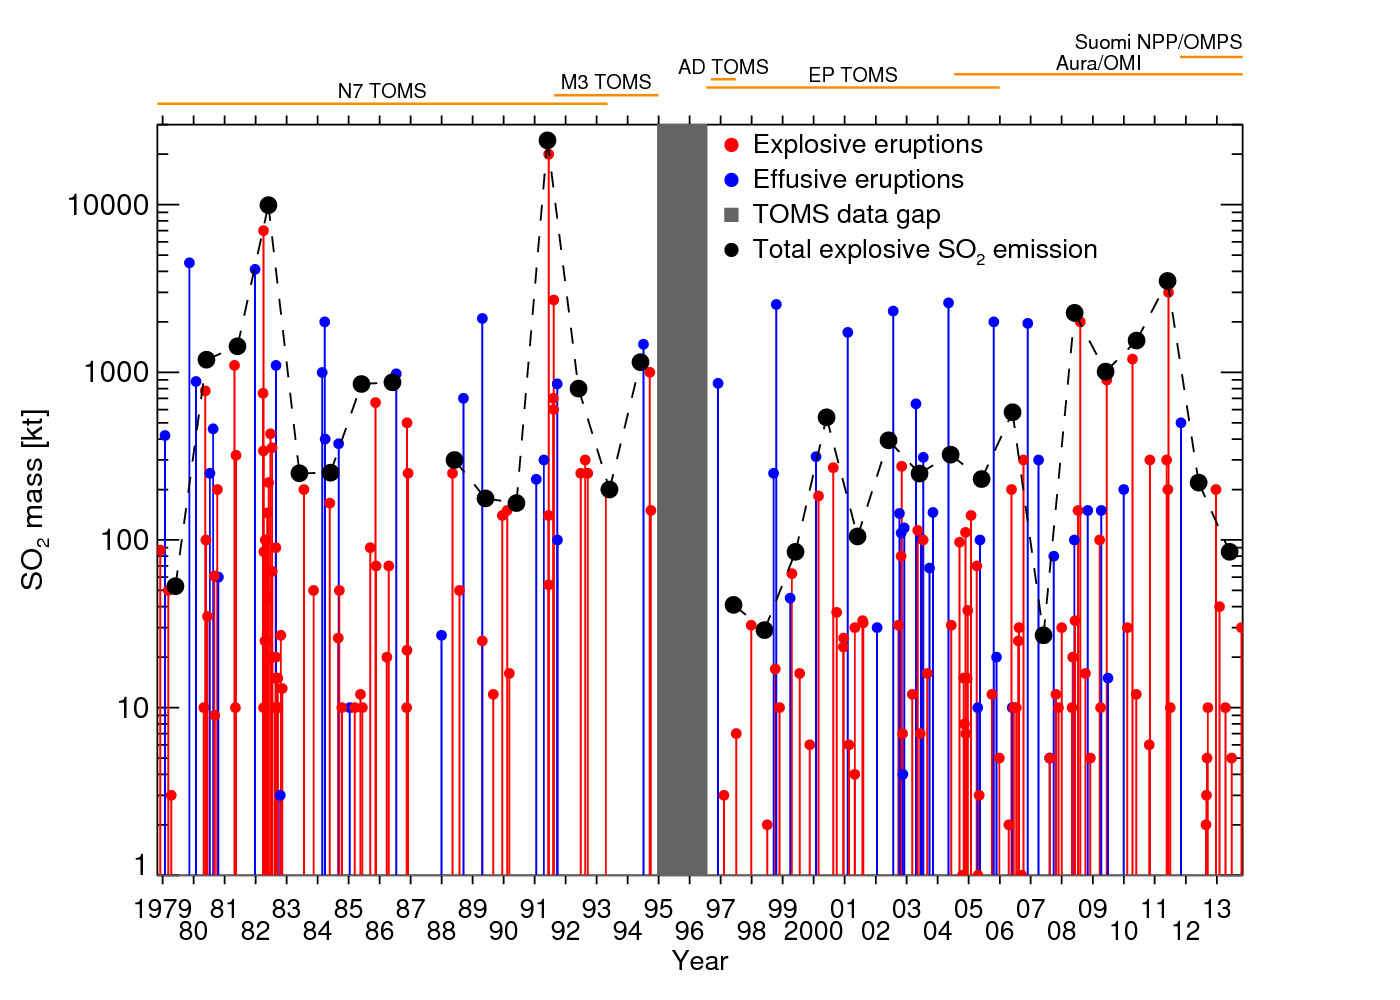 Suomi NPP/OMPS
AD TOMS
Aura/OMI
EP TOMS
M3 TOMS
N7 TOMS
Explosive eruptions
Effusive eruptions
TOMS data gap
Total explosive SO2 emission
10000
1000
100
10
1
SO2 mass [kt]
1979 81 83 85 87 89 91 93 95 97 99 01 03 05 07 09 11 13
80 82 84 86 88 90 92 94 96 98 2000 02 04 06 08 10 12
Year